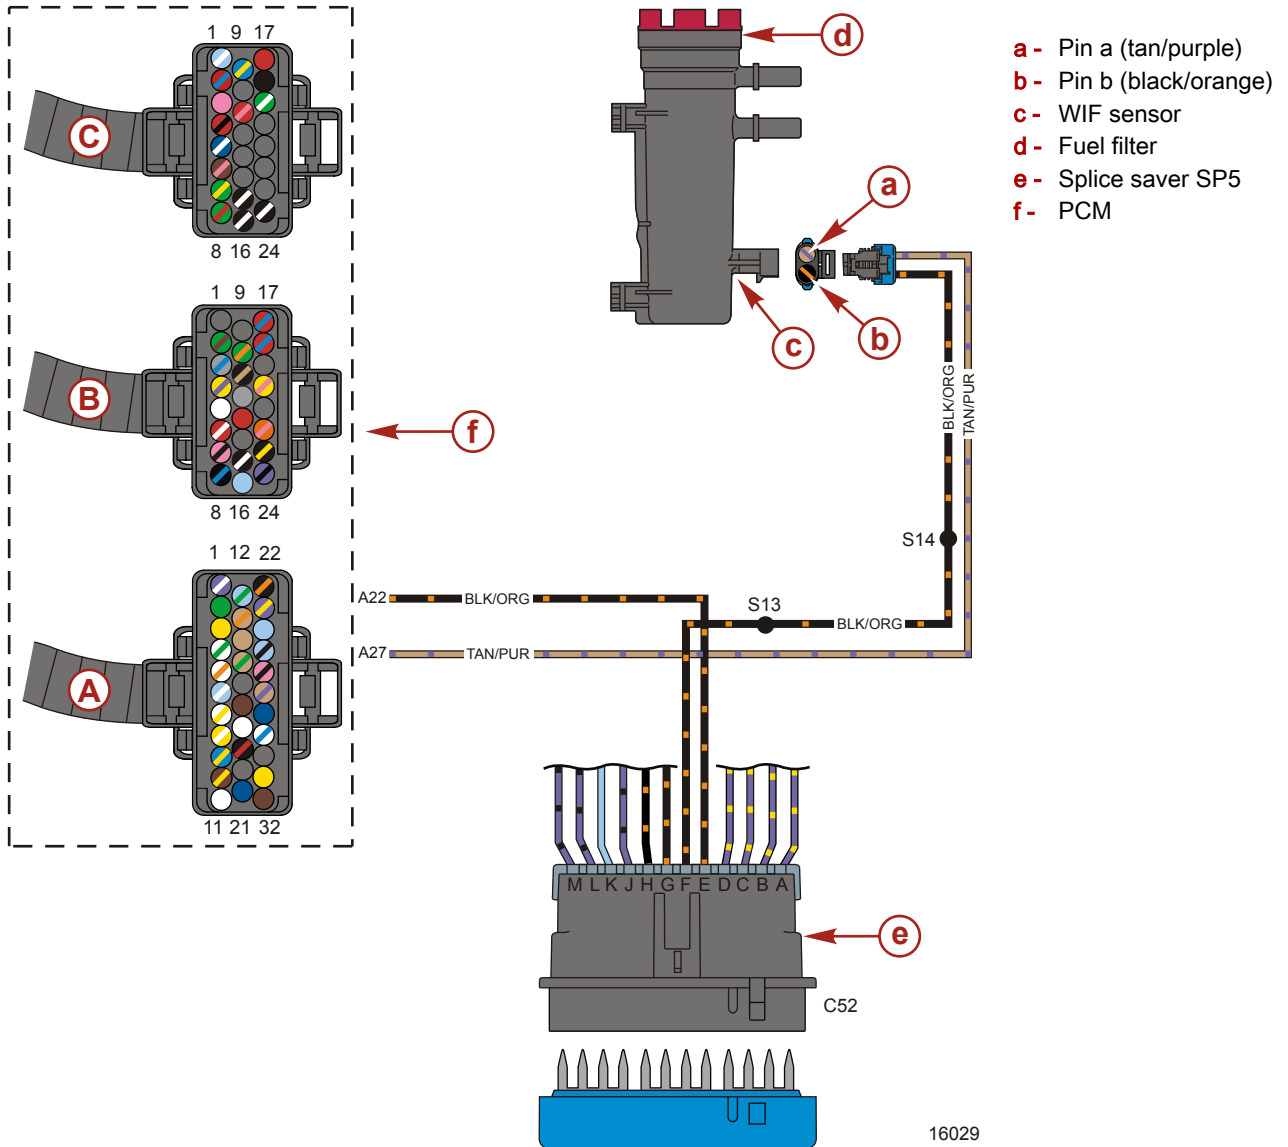 1 9 17
C
8 16 24
1 9 17
B
8 16 24
1 12 22
A
11 21 32
f
d
a
c
b
a - Pin a (tan/purple)
b - Pin b (black/orange)
c - WIF sensor
d - Fuel filter
e - Splice saver SP5
f - PCM
BLK/ORG
TAN/PUR
S14
A22 BLK/ORG
S13
BLK/ORG
A27 TAN/PUR
M L K J H G F E D C B A
e
C52
16029